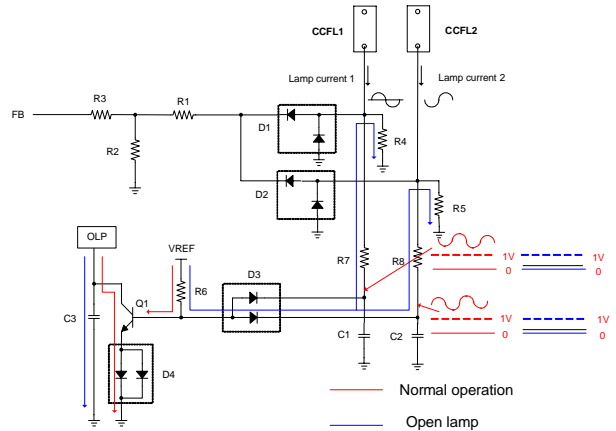 CCFL1
CCFL2
Lamp current 1
Lamp current 2
FB
R3
R1
R2
D1
R4
D2
R5
OLP
VREF
R7
R8
1V
1V
0
0
D3
Q1
R6
C3
C1
C2
1V
1V
0
0
D4
Normal operation
Open lamp